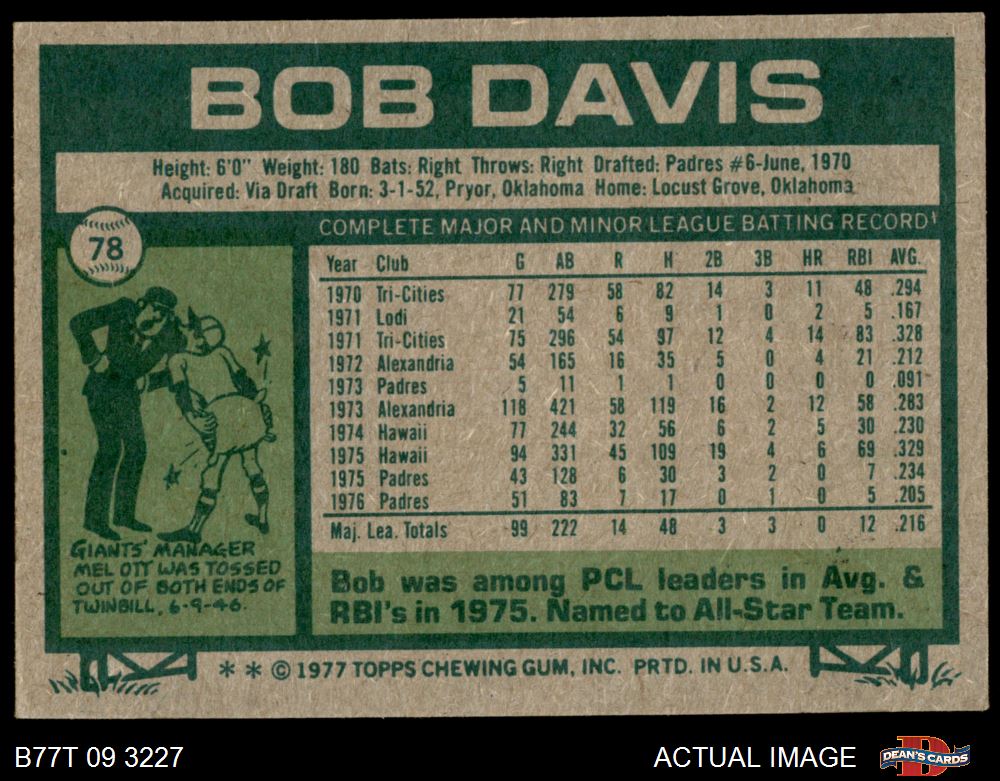 BOB DAVIS
Height: 6'0" Weight: 180 Bats: Right Throws: Right Drafted: Padres #6-June, 1970
Acquired: Via Draft Born: 3-1-52, Pryor, Oklahoma Home: Locust Grove, Oklahoma
78
COMPLETE MAJOR AND MINOR LEAGUE BATTING RECORD
Year Club G AB R H 2B 3B HR RBI AVG.
1970 Tri-Cities 77 279 58 82 14 3 11 48 .294
1971 Lodi 21 54 6 9 1 0 2 5 .167
1971 Tri-Cities 75 296 54 97 12 4 14 83 .328
1972 Alexandria 54 165 16 35 5 0 4 21 .212
1973 Padres 5 11 1 1 0 0 0 0 .091
1973 Alexandria 118 421 58 119 16 2 12 58 .283
1974 Hawaii 77 244 32 56 6 2 5 30 .230
1975 Hawaii 94 331 45 109 19 4 6 69 .329
1975 Padres 43 128 6 30 3 2 0 7 .234
1976 Padres 51 83 7 17 0 1 0 5 .205
Maj. Lea. Totals 99 222 14 48 3 3 0 12 .216
GIANTS' MANAGER
MEL OTT WAS TOSSED
OUT OF BOTH ENDS OF
TWINBILL, 6-9-46.
Bob was among PCL leaders in Avg. &
RBI's in 1975. Named to All-Star Team.
* * © 1977 TOPPS CHEWING GUM, INC. PRTD. IN U.S.A.
B77T 09 3227
ACTUAL IMAGE
DEAN'S CARDS